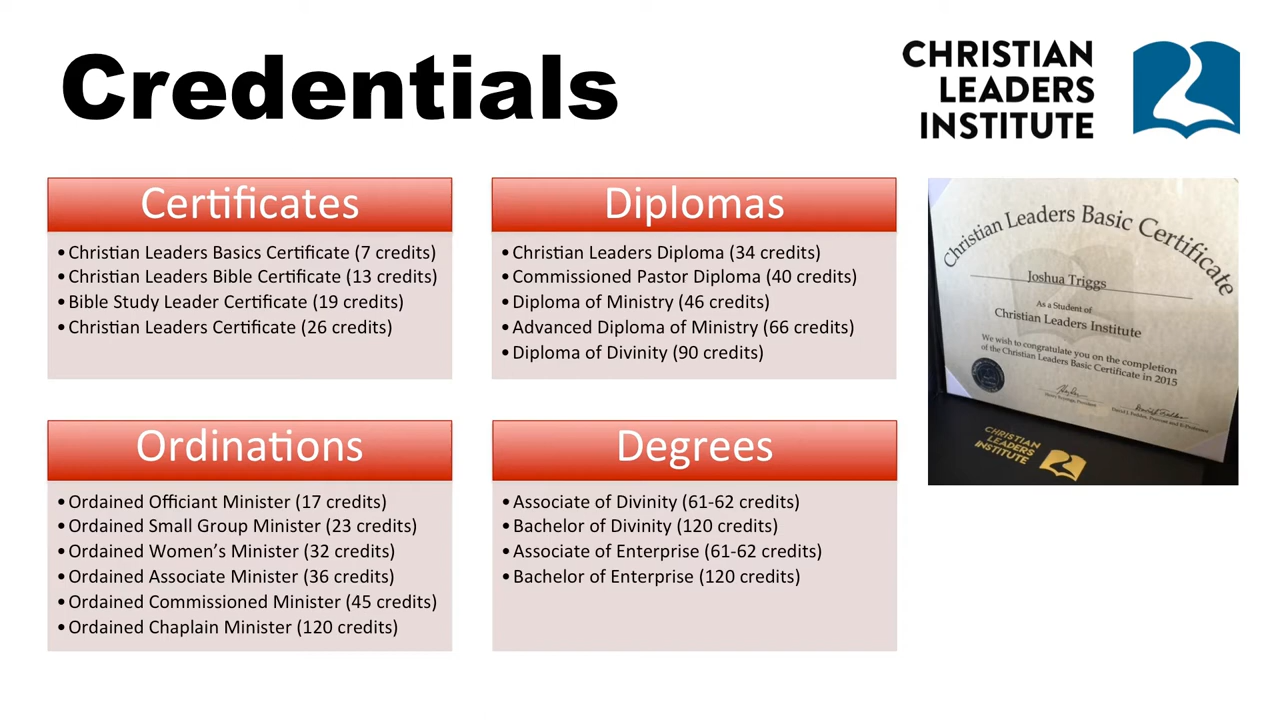 Credentials
CHRISTIAN
LEADERS
INSTITUTE
Certificates
•Christian Leaders Basics Certificate (7 credits)
•Christian Leaders Bible Certificate (13 credits)
•Bible Study Leader Certificate (19 credits)
•Christian Leaders Certificate (26 credits)
Diplomas
•Christian Leaders Diploma (34 credits)
•Commissioned Pastor Diploma (40 credits)
•Diploma of Ministry (46 credits)
•Advanced Diploma of Ministry (66 credits)
•Diploma of Divinity (90 credits)
Christian Leaders Basic Certificate
Joshua Triggs
As a Student of
Christian Leaders Institute
We wish to congratulate you on the completion
of the Christian Leaders Basic Certificate in 2015
CHRISTIAN
LEADERS
INSTITUTE
Ordinations
•Ordained Officiant Minister (17 credits)
•Ordained Small Group Minister (23 credits)
•Ordained Women’s Minister (32 credits)
•Ordained Associate Minister (36 credits)
•Ordained Commissioned Minister (45 credits)
•Ordained Chaplain Minister (120 credits)
Degrees
•Associate of Divinity (61-62 credits)
•Bachelor of Divinity (120 credits)
•Associate of Enterprise (61-62 credits)
•Bachelor of Enterprise (120 credits)